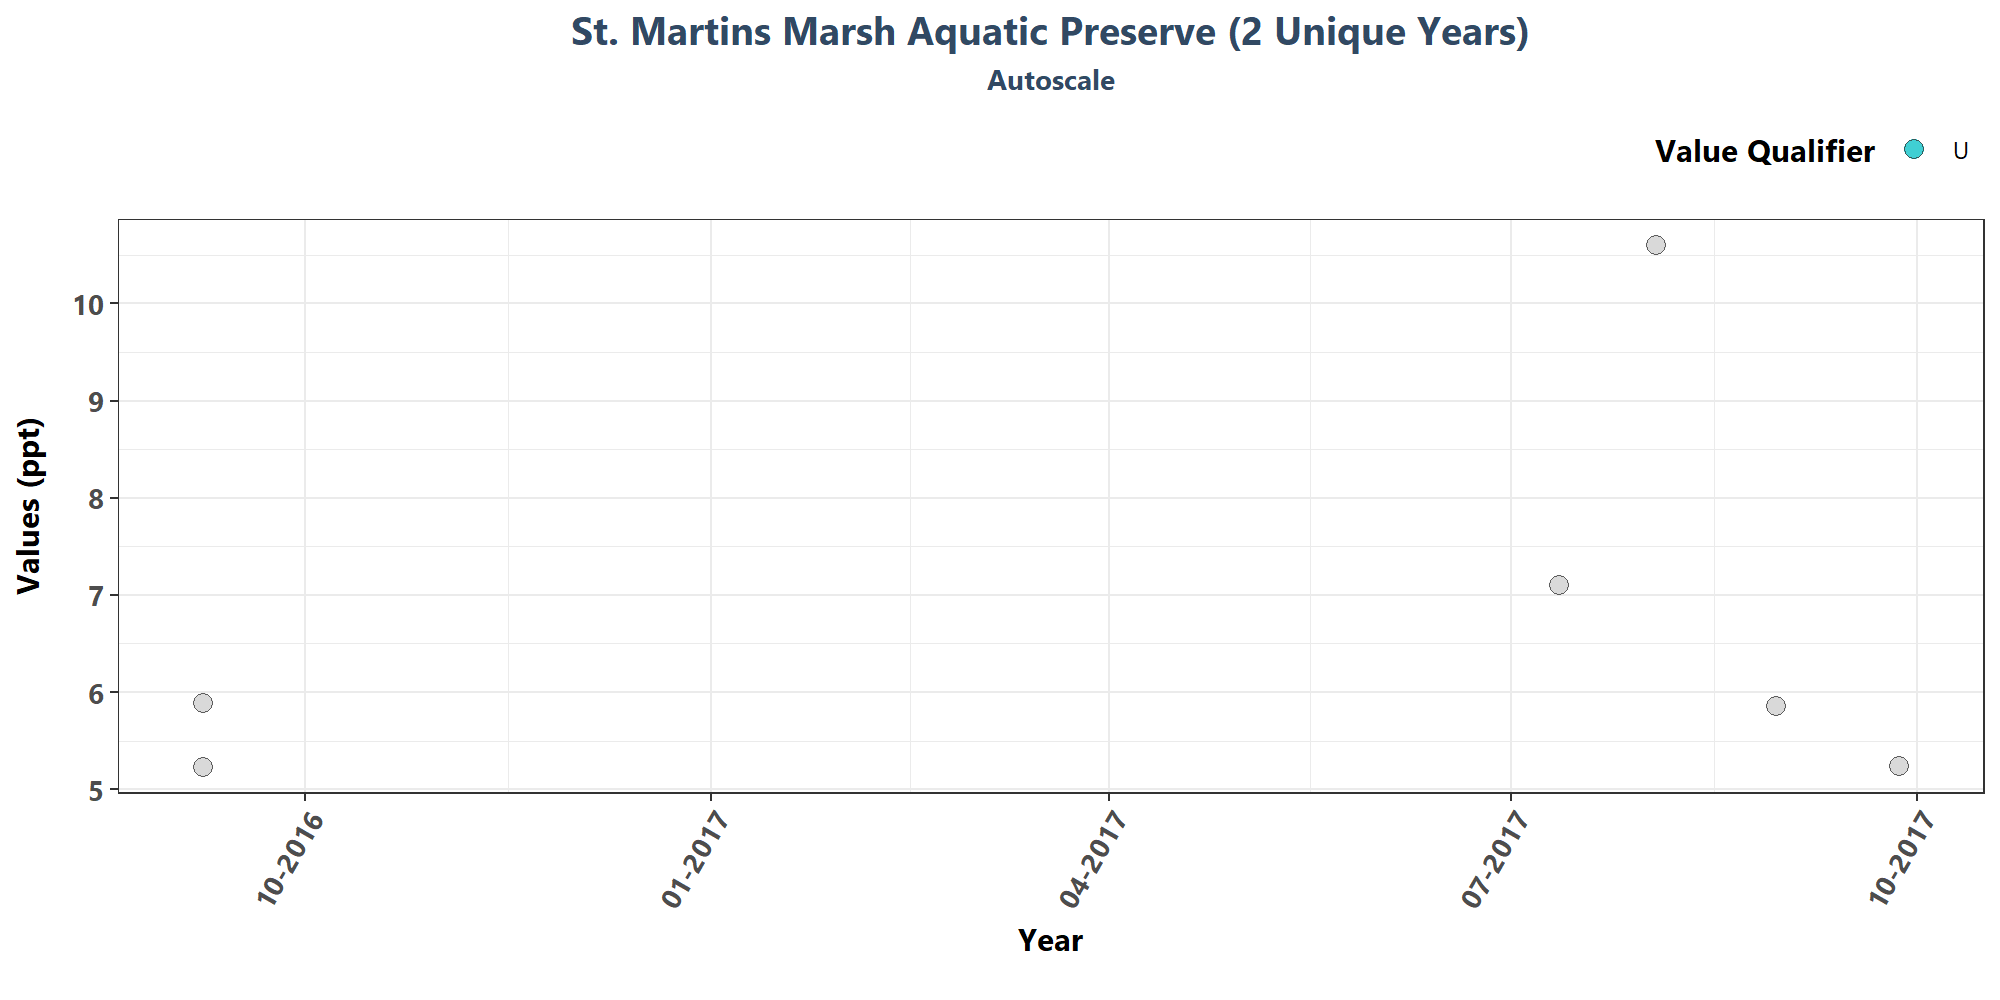 St. Martins Marsh Aquatic Preserve (2 Unique Years)
Autoscale
Value Qualifier U
Values (ppt)
10
9
8
7
6
5
10-2016
01-2017
04-2017
07-2017
10-2017
Year